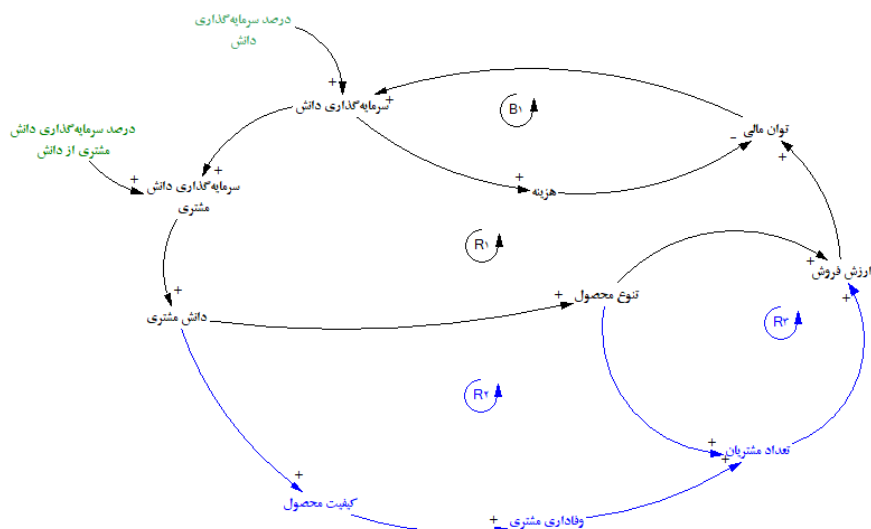 درصد سرمایه‌گذاری
دانش
سرمایه‌گذاری دانش
B۱
توان مالی
درصد سرمایه‌گذاری دانش
مشتری از دانش
سرمایه‌گذاری دانش
مشتری
هزینه
R۱
ارزش فروش
تنوع محصول
دانش مشتری
R۳
R۲
تعداد مشتریان
کیفیت محصول
وفاداری مشتری